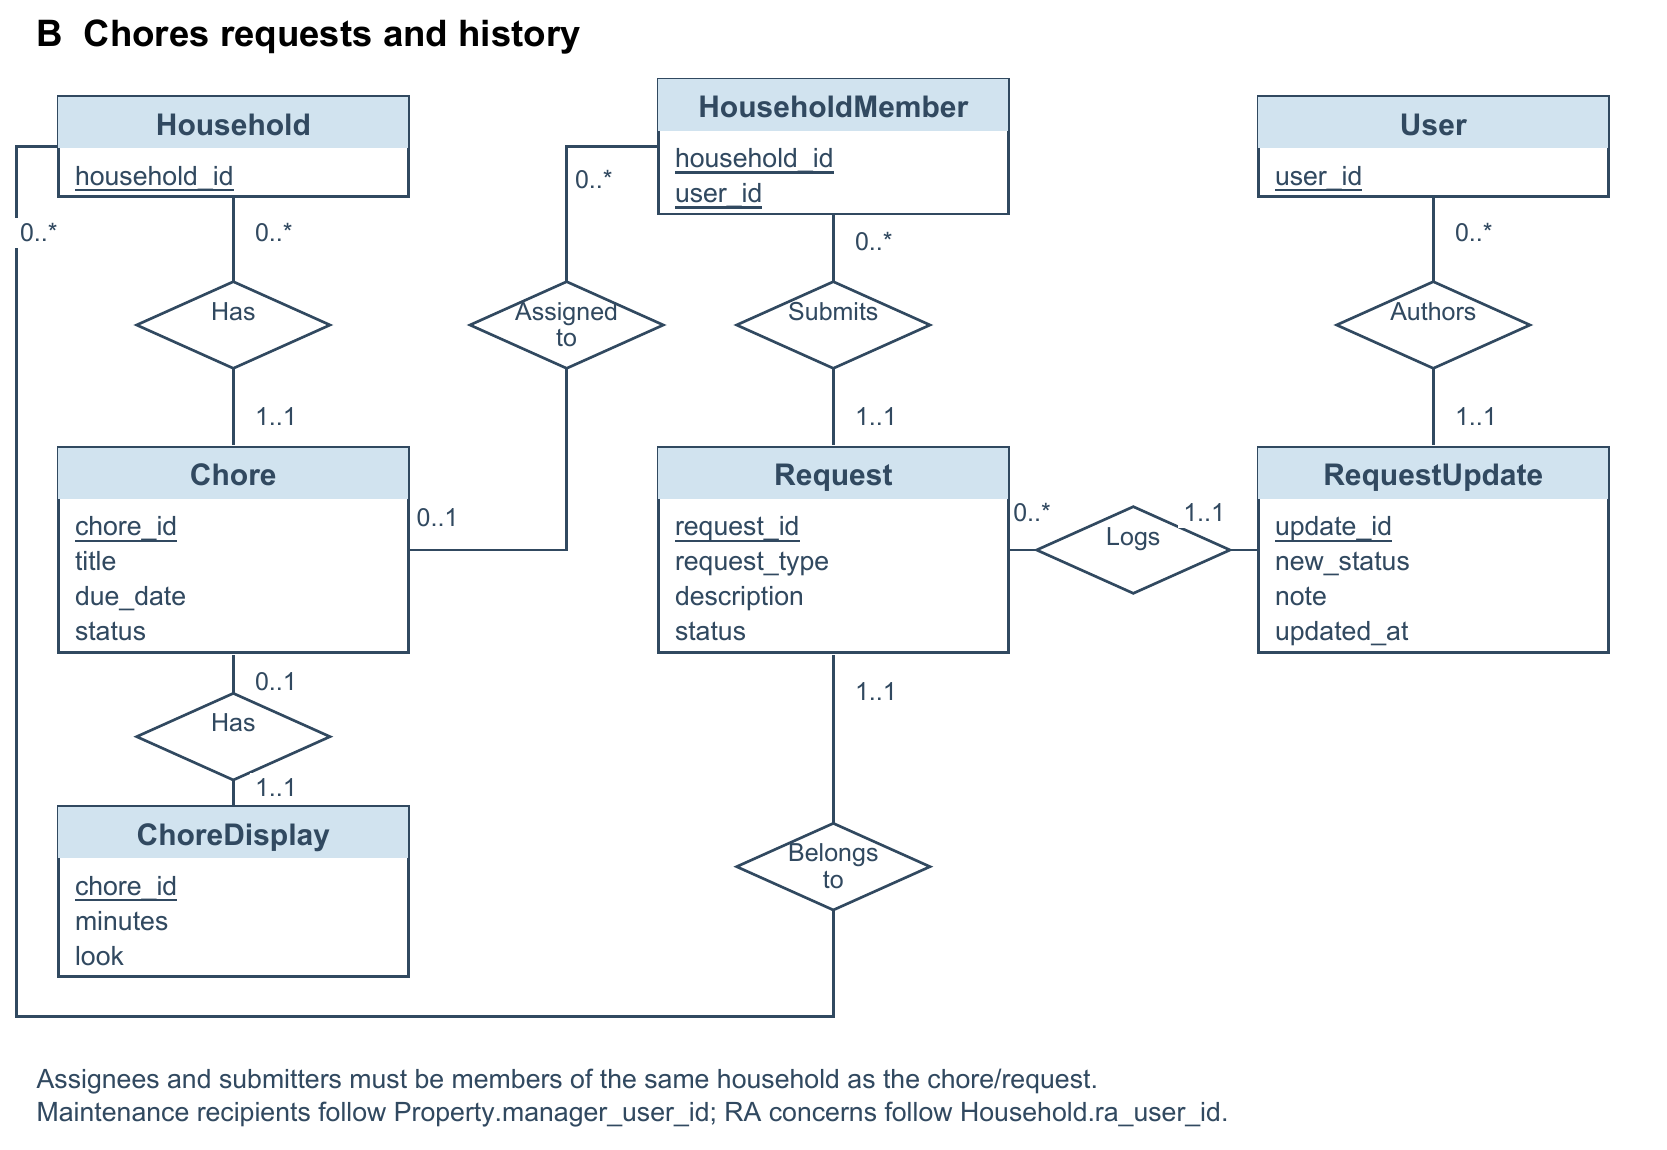 B Chores requests and history
Household
household_id
HouseholdMember
household_id
user_id
User
user_id
0..*
0..*
0..*
0..*
0..*
Has
Assigned
to
Submits
Authors
1..1
1..1
1..1
Chore
chore_id
title
due_date
status
0..1
Request
request_id
request_type
description
status
0..*
Logs
1..1
RequestUpdate
update_id
new_status
note
updated_at
0..1
Has
1..1
1..1
ChoreDisplay
chore_id
minutes
look
Belongs
to
Assignees and submitters must be members of the same household as the chore/request.
Maintenance recipients follow Property.manager_user_id; RA concerns follow Household.ra_user_id.